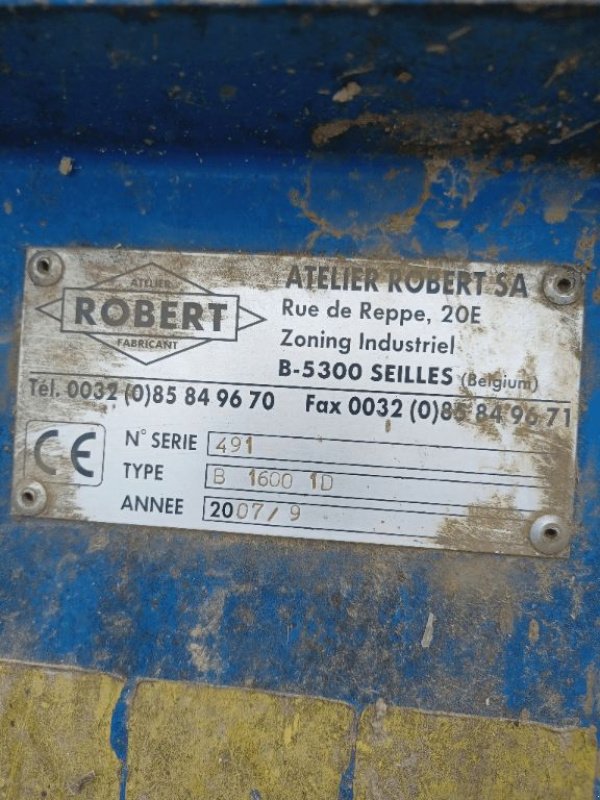 ATELIER
ROBERT
FABRICANT
ATELIER ROBERT SA
Rue de Reppe, 20E
Zoning Industriel
B-5300 SEILLES (Belgium)
Tél. 0032 (0)85 84 96 70 Fax 0032 (0)85 84 96 71
CE
N° SERIE 491
TYPE B 1600 1D
ANNEE 2007/9